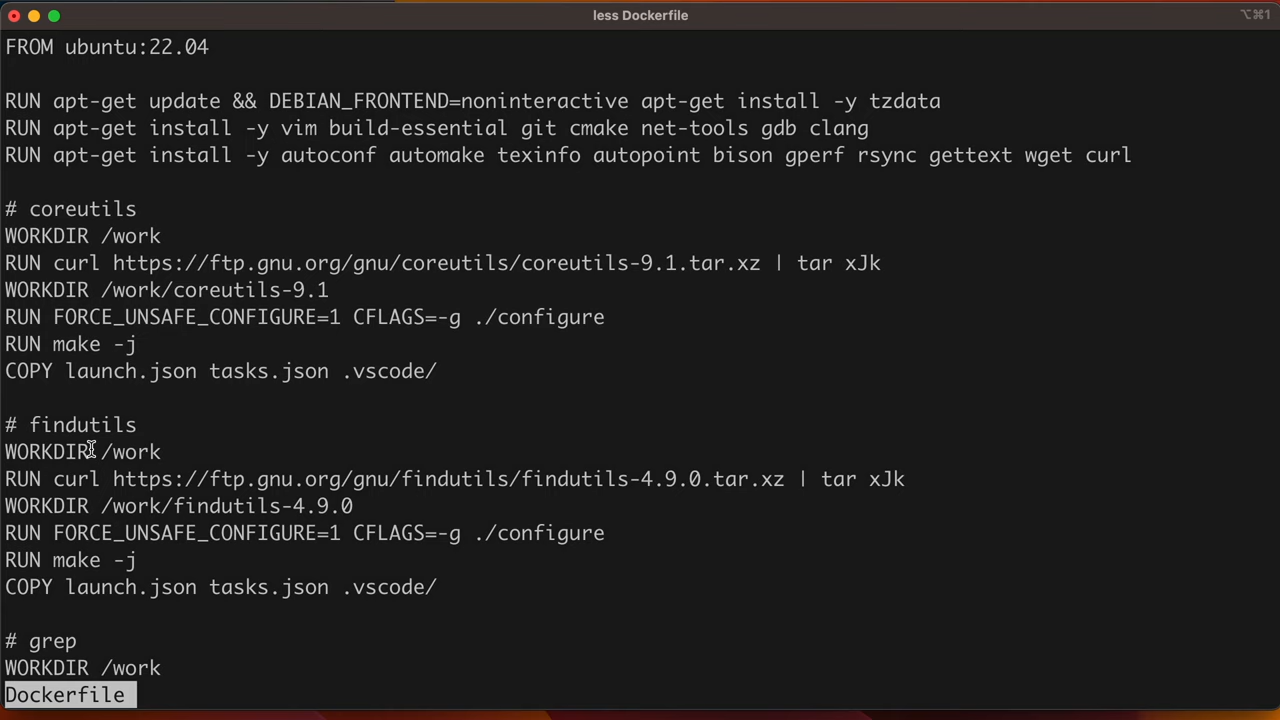 less Dockerfile
⌥⌘1
FROM ubuntu:22.04
RUN apt-get update && DEBIAN_FRONTEND=noninteractive apt-get install -y tzdata
RUN apt-get install -y vim build-essential git cmake net-tools gdb clang
RUN apt-get install -y autoconf automake texinfo autopoint bison gperf rsync gettext wget curl
# coreutils
WORKDIR /work
RUN curl https://ftp.gnu.org/gnu/coreutils/coreutils-9.1.tar.xz | tar xJk
WORKDIR /work/coreutils-9.1
RUN FORCE_UNSAFE_CONFIGURE=1 CFLAGS=-g ./configure
RUN make -j
COPY launch.json tasks.json .vscode/
# findutils
WORKDIR /work
RUN curl https://ftp.gnu.org/gnu/findutils/findutils-4.9.0.tar.xz | tar xJk
WORKDIR /work/findutils-4.9.0
RUN FORCE_UNSAFE_CONFIGURE=1 CFLAGS=-g ./configure
RUN make -j
COPY launch.json tasks.json .vscode/
# grep
WORKDIR /work
Dockerfile